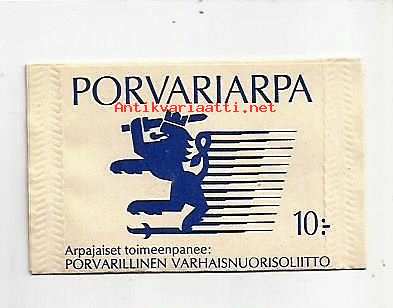 PORVARIARPA
Antikvariaatti.net
10:-
Arpajaiset toimeenpanee:
PORVARILLINEN VARHAISNUORISOLIITTO